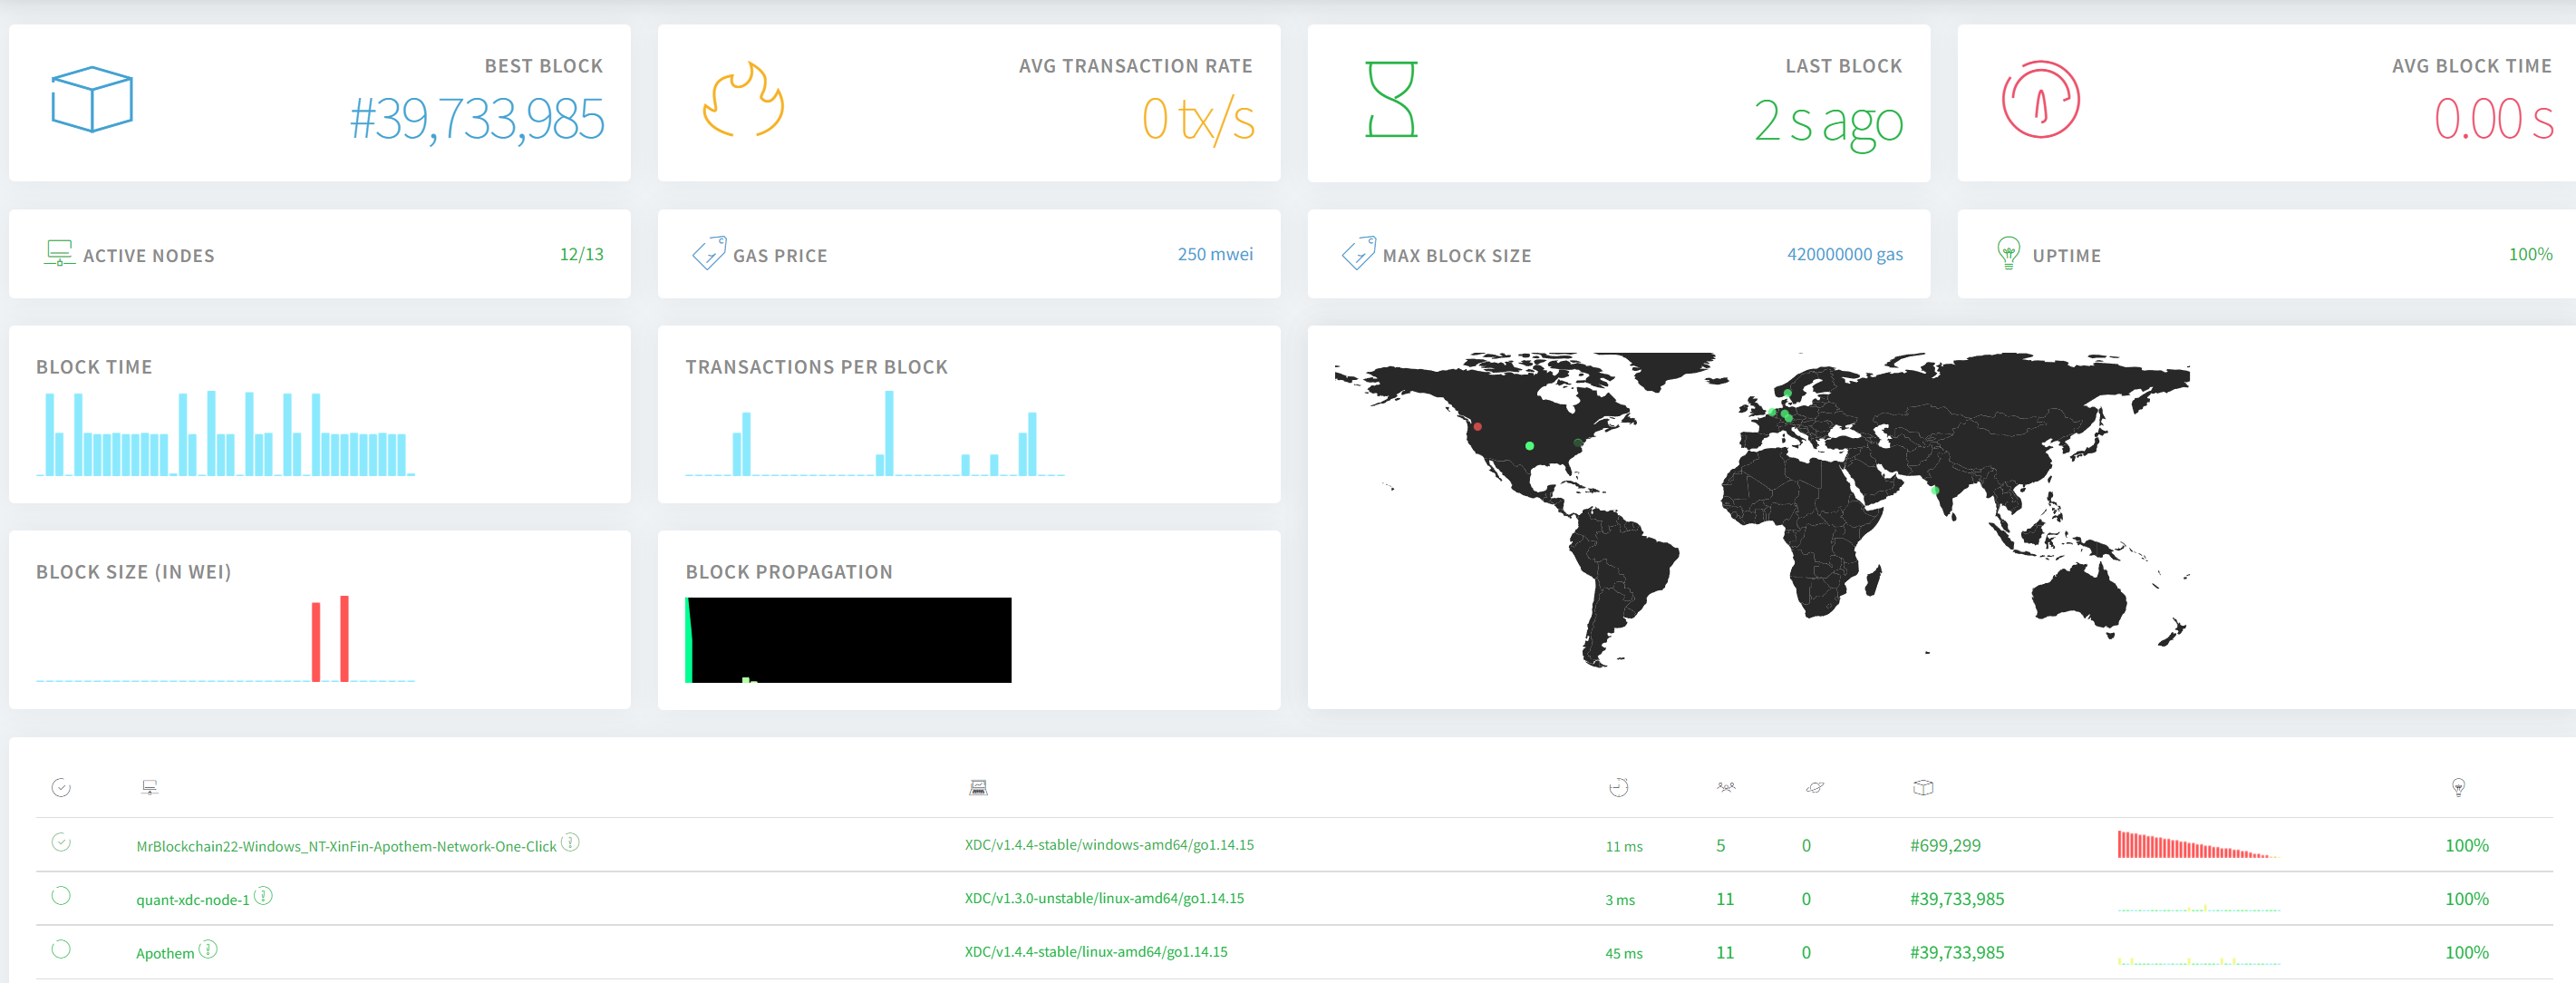 BEST BLOCK
#39,733,985
AVG TRANSACTION RATE
0 tx/s
LAST BLOCK
2 s ago
AVG BLOCK TIME
0.00 s
ACTIVE NODES 12/13
GAS PRICE 250 mwei
MAX BLOCK SIZE 420000000 gas
UPTIME 100%
BLOCK TIME
TRANSACTIONS PER BLOCK
BLOCK SIZE (IN WEI)
BLOCK PROPAGATION
MrBlockchain22-Windows_NT-XinFin-Apothem-Network-One-Click XDC/v1.4.4-stable/windows-amd64/go1.14.15 11 ms 5 0 #699,299 100%
quant-xdc-node-1 XDC/v1.3.0-unstable/linux-amd64/go1.14.15 3 ms 11 0 #39,733,985 100%
Apothem XDC/v1.4.4-stable/linux-amd64/go1.14.15 45 ms 11 0 #39,733,985 100%